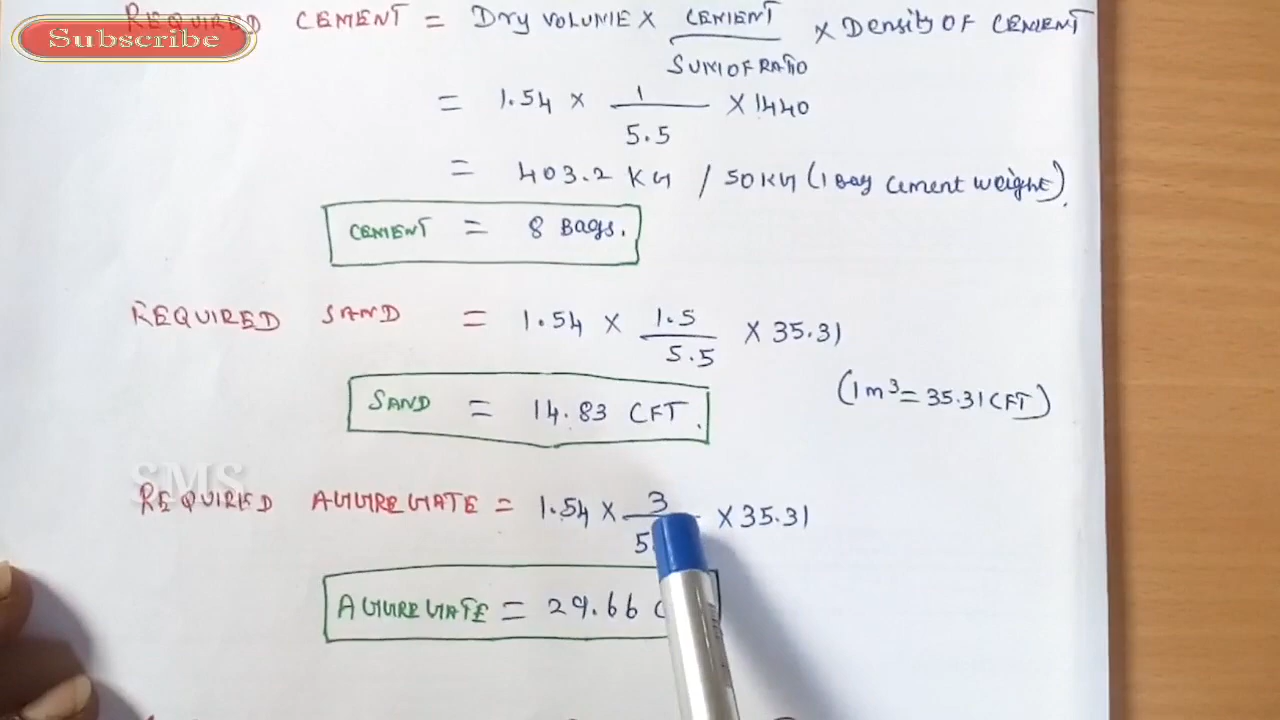 Subscribe
REQUIRED CEMENT = Dry VOLUME X CEMENT / SUM OF RATIO X Density OF CEMENT
= 1.54 X 1 / 5.5 X 1440
= 403.2 KG / 50 KG (1 Bag cement weight).
CEMENT = 8 Bags.
REQUIRED SAND = 1.54 X 1.5 / 5.5 X 35.31
(1 m³ = 35.31 CFT)
SAND = 14.83 CFT.
SMS
REQUIRED AGGREGATE = 1.54 X 3 / 5. X 35.31
AGGREGATE = 29.66 C